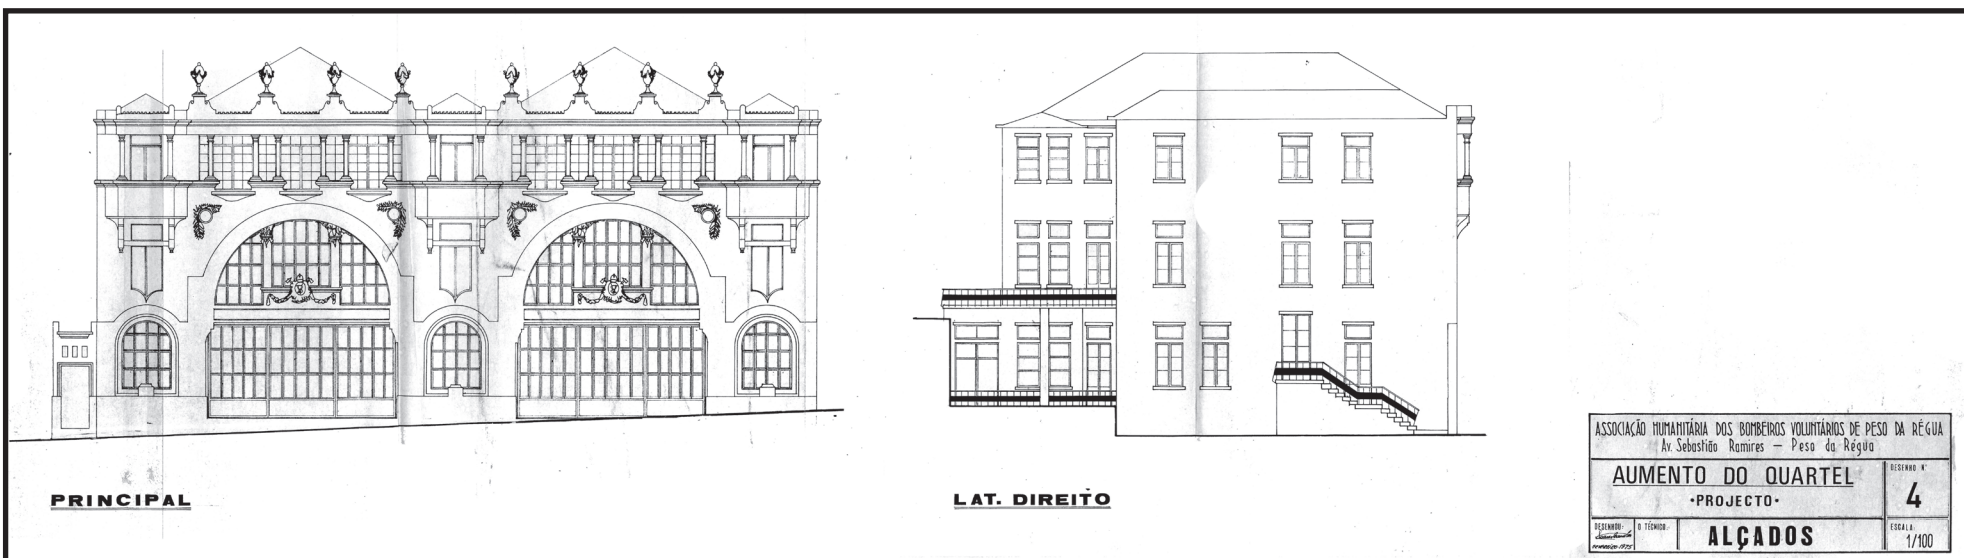 PRINCIPAL
LAT. DIREITO
ASSOCIAÇÃO HUMANITÁRIA DOS BOMBEIROS VOLUNTÁRIOS DE PESO DA RÉGUA
Av. Sebastião Ramires — Peso da Régua
AUMENTO DO QUARTEL
•PROJECTO•
DESENHO Nº
4
DESENHOU:
O TÉCNICO:
ALÇADOS
ESCALA:
1/100